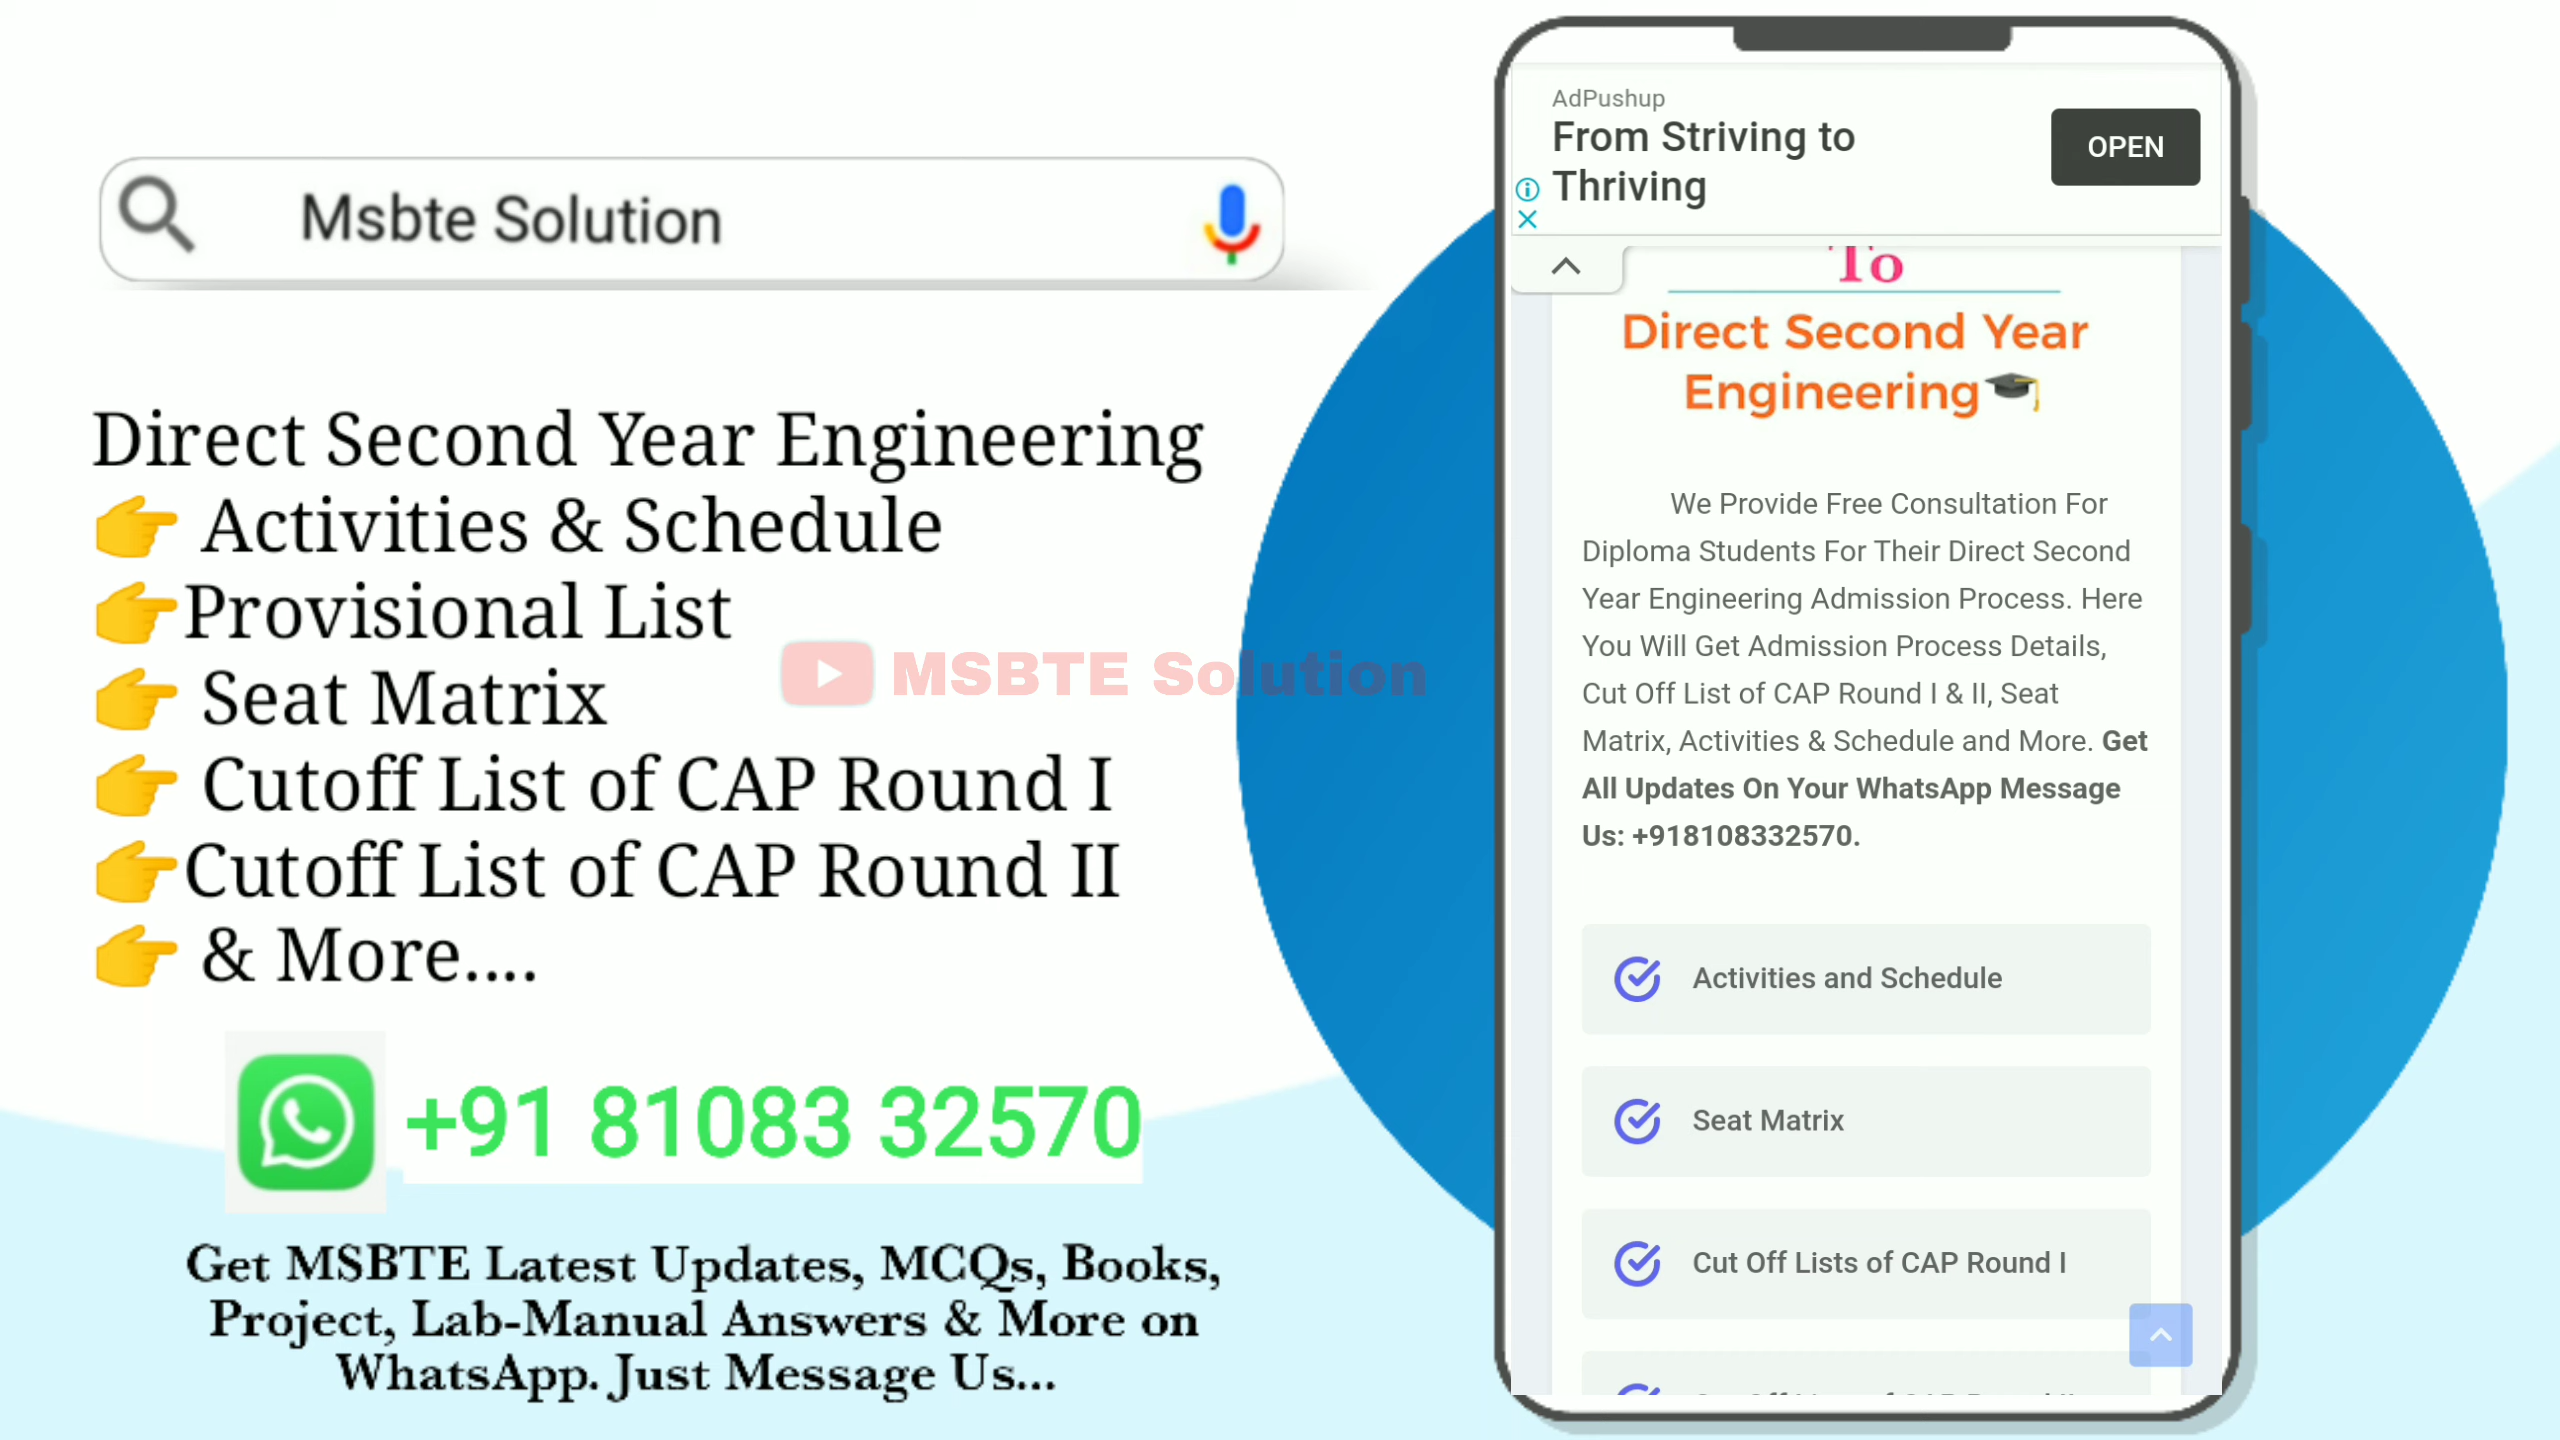 Msbte Solution
Direct Second Year Engineering
👉 Activities & Schedule
👉Provisional List
👉 Seat Matrix
👉 Cutoff List of CAP Round I
👉Cutoff List of CAP Round II
👉 & More....
MSBTE Solution
+91 81083 32570
Get MSBTE Latest Updates, MCQs, Books,
Project, Lab-Manual Answers & More on
WhatsApp. Just Message Us...
AdPushup
From Striving to
Thriving
OPEN
To
Direct Second Year
Engineering🎓
We Provide Free Consultation For
Diploma Students For Their Direct Second
Year Engineering Admission Process. Here
You Will Get Admission Process Details,
Cut Off List of CAP Round I & II, Seat
Matrix, Activities & Schedule and More. Get
All Updates On Your WhatsApp Message
Us: +918108332570.
Activities and Schedule
Seat Matrix
Cut Off Lists of CAP Round I